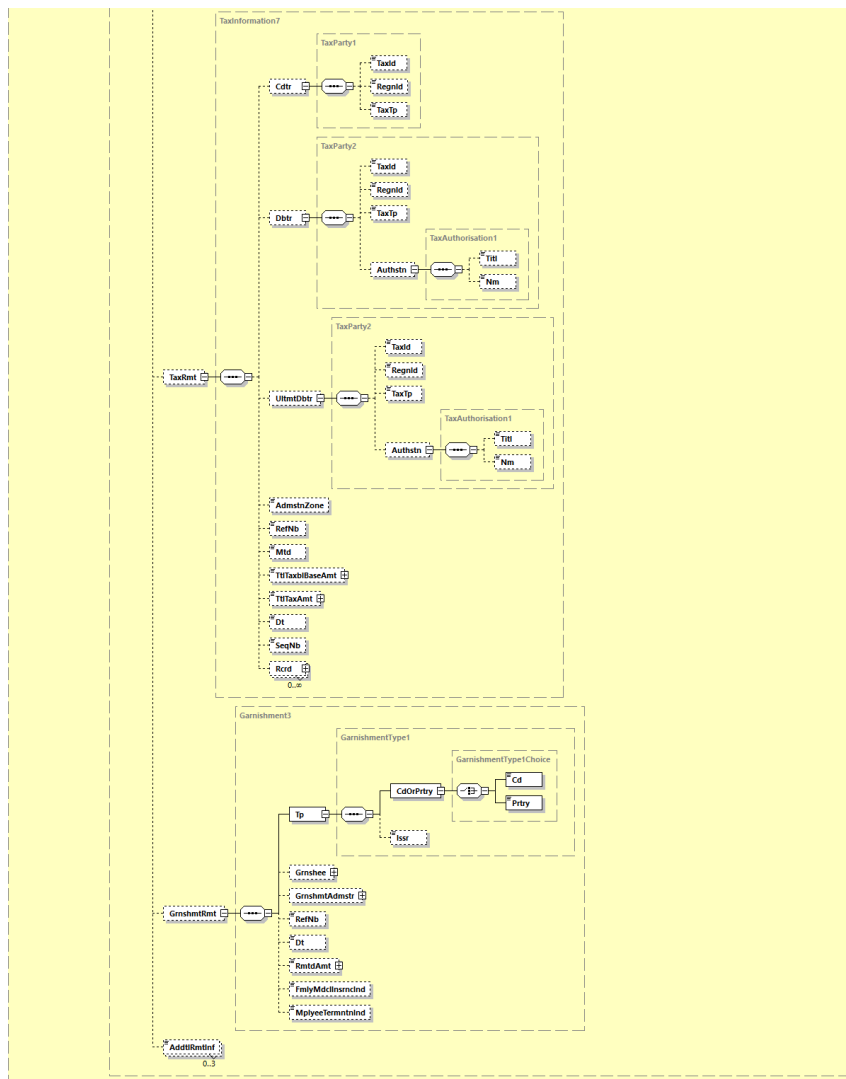 TaxInformation7
TaxParty1
TaxId
Cdtr
RegnId
TaxTp
TaxParty2
TaxId
RegnId
Dbtr
TaxTp
TaxAuthorisation1
Titl
Authstn
Nm
TaxParty2
TaxId
RegnId
TaxRmt
TaxTp
UltmtDbtr
TaxAuthorisation1
Titl
Authstn
Nm
AdmstnZone
RefNb
Mtd
TtlTaxblBaseAmt
TtlTaxAmt
Dt
SeqNb
Rcrd
0..∞
Garnishment3
GarnishmentType1
GarnishmentType1Choice
Cd
CdOrPrtry
Prtry
Tp
Issr
Grnshee
GrnshmtAdmstr
GrnshmtRmt
RefNb
Dt
RmtdAmt
FmlyMdclInsrncInd
MplyeeTermntnInd
AddtlRmtInf
0..3